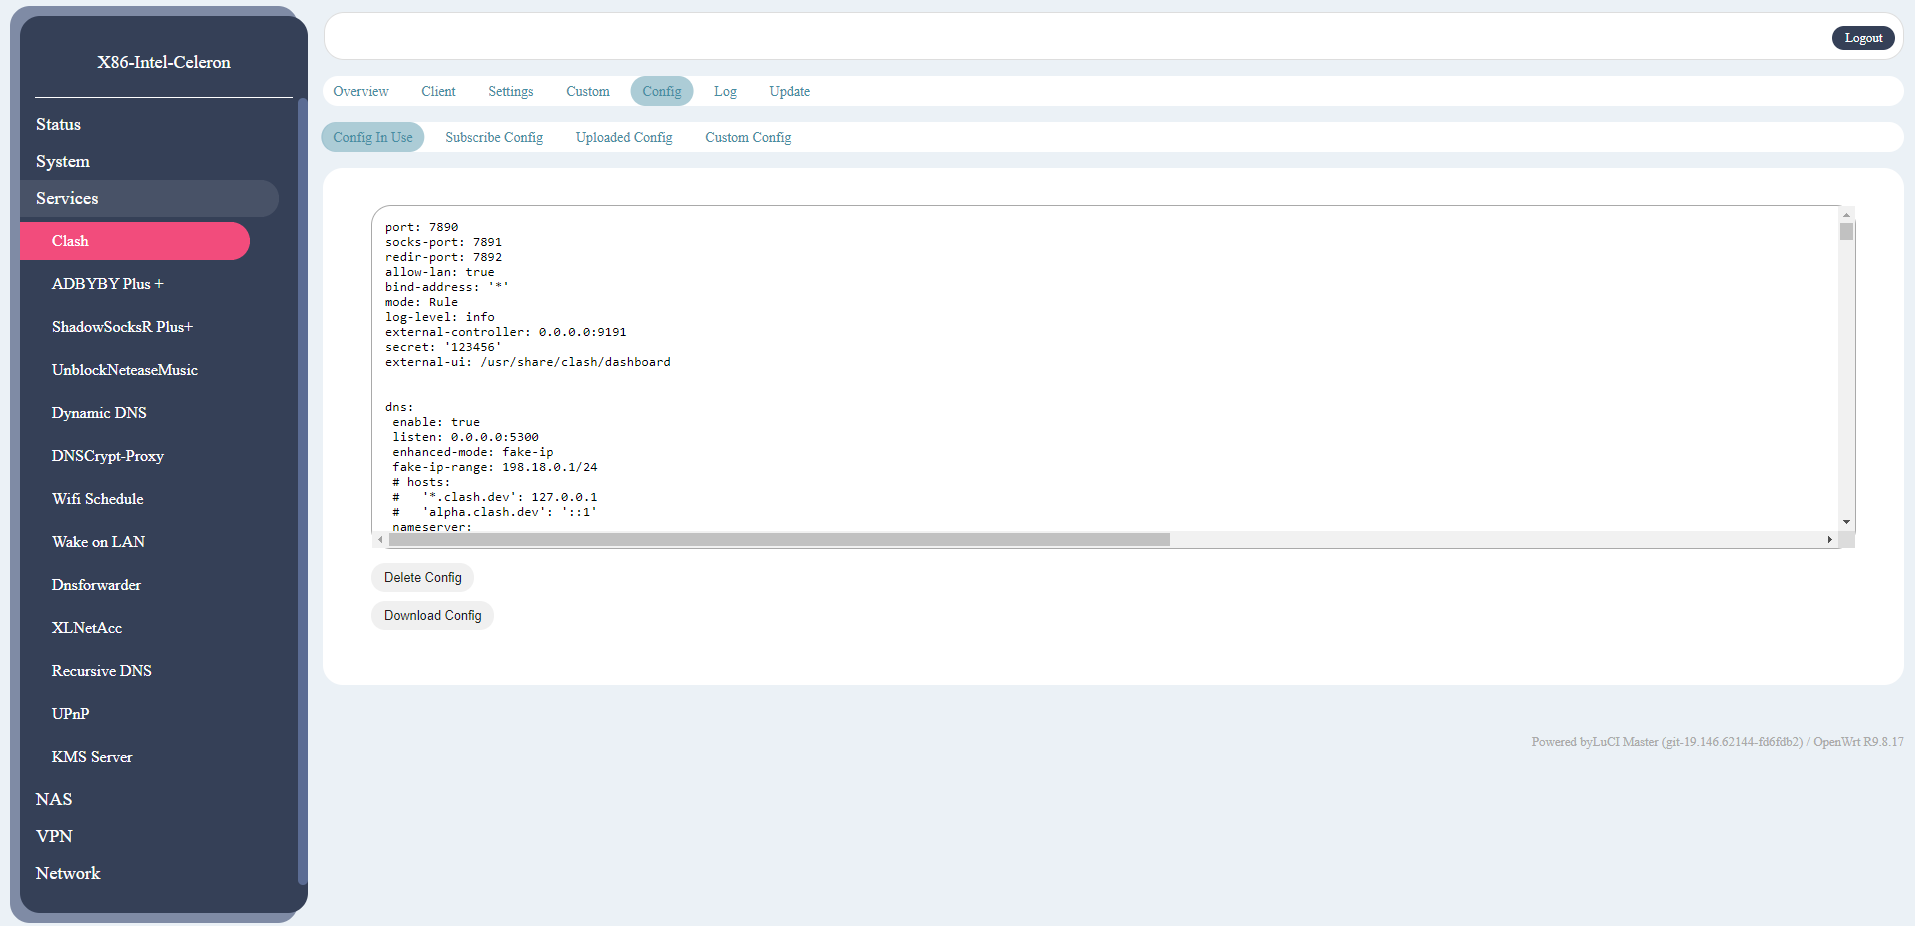 X86-Intel-Celeron
Status
System
Services
Clash
ADBYBY Plus +
ShadowSocksR Plus+
UnblockNeteaseMusic
Dynamic DNS
DNSCrypt-Proxy
Wifi Schedule
Wake on LAN
Dnsforwarder
XLNetAcc
Recursive DNS
UPnP
KMS Server
NAS
VPN
Network
Logout
Overview Client Settings Custom Config Log Update
Config In Use Subscribe Config Uploaded Config Custom Config
port: 7890
socks-port: 7891
redir-port: 7892
allow-lan: true
bind-address: '*'
mode: Rule
log-level: info
external-controller: 0.0.0.0:9191
secret: '123456'
external-ui: /usr/share/clash/dashboard
dns:
enable: true
listen: 0.0.0.0:5300
enhanced-mode: fake-ip
fake-ip-range: 198.18.0.1/24
# hosts:
#   '*.clash.dev': 127.0.0.1
#   'alpha.clash.dev': '::1'
nameserver:
Delete Config
Download Config
Powered byLuCI Master (git-19.146.62144-fd6fdb2) / OpenWrt R9.8.17